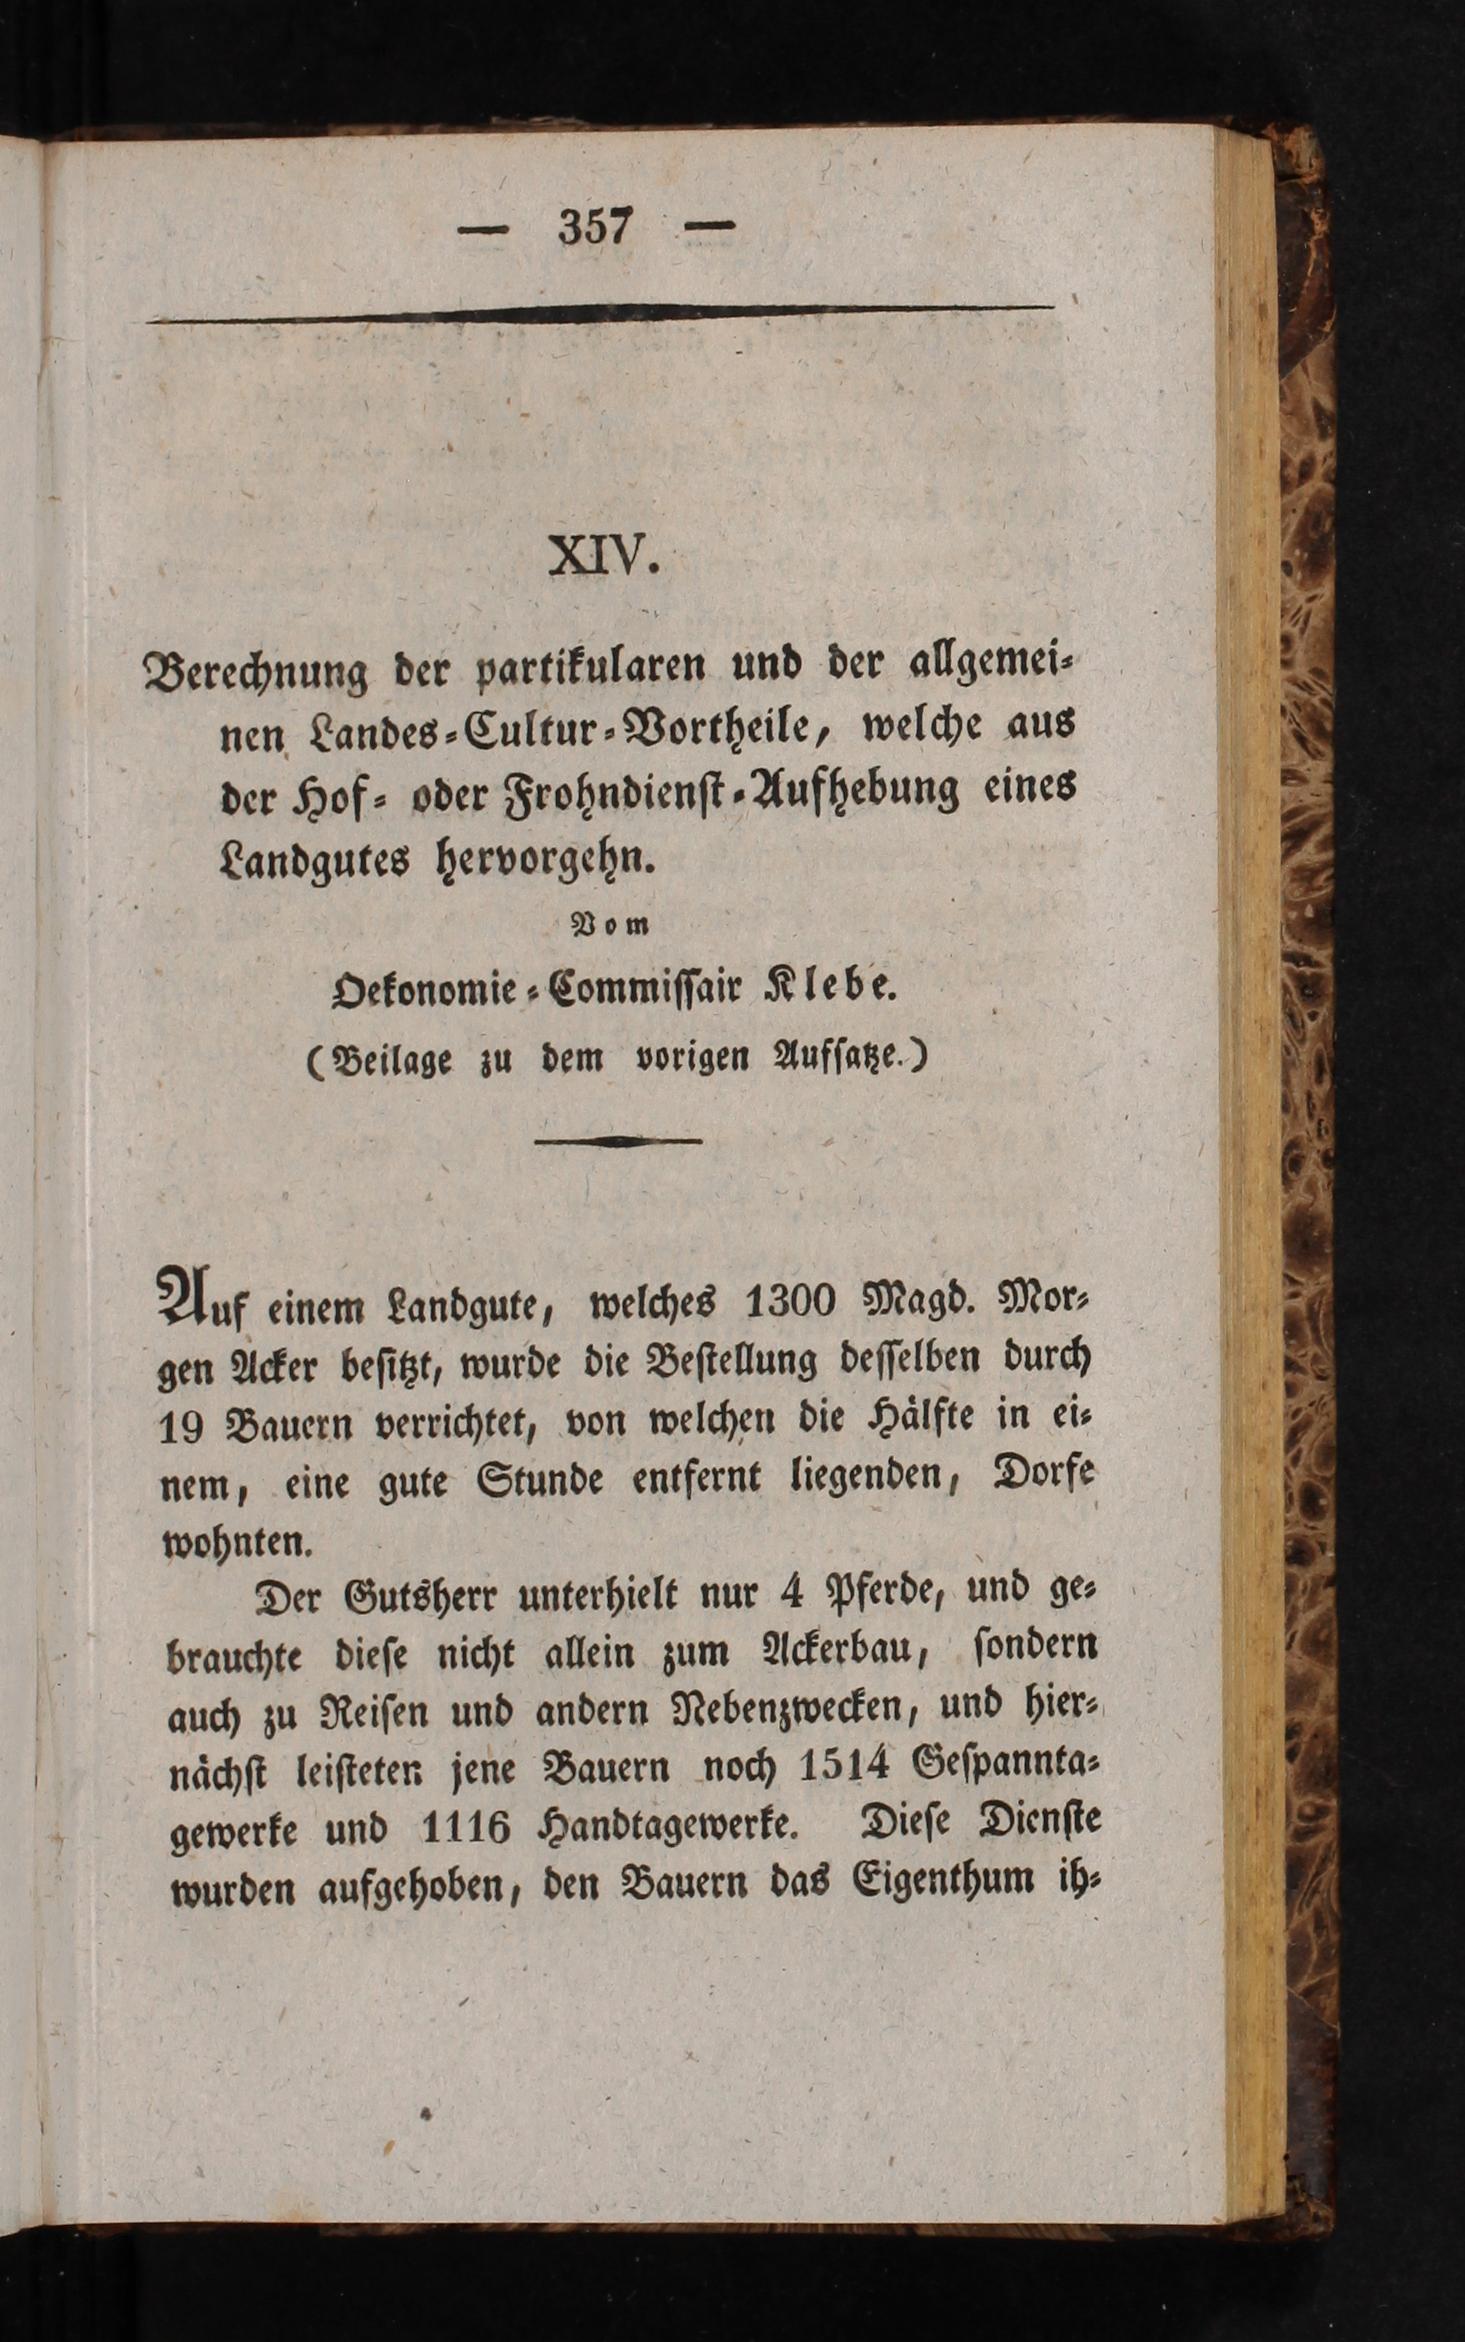 — 357 —
XIV.
Berechnung der partikularen und der allgemei⸗
nen Landes⸗Cultur⸗Vortheile, welche aus
der Hof⸗ oder Frohndienſt⸗Aufhebung eines
Landgutes hervorgehn.
Vom
Oekonomie⸗Commiſſair Klebe.
(Beilage zu dem vorigen Aufſatze.)
Auf einem Landgute, welches 1300 Magd. Mor⸗
gen Acker beſitzt, wurde die Beſtellung deſſelben durch
19 Bauern verrichtet, von welchen die Hälfte in ei⸗
nem, eine gute Stunde entfernt liegenden, Dorfe
wohnten.
Der Gutsherr unterhielt nur 4 Pferde, und ge⸗
brauchte dieſe nicht allein zum Ackerbau, ſondern
auch zu Reiſen und andern Nebenzwecken, und hier⸗
nächſt leiſteten jene Bauern noch 1514 Geſpannta⸗
gewerke und 1116 Handtagewerke. Dieſe Dienſte
wurden aufgehoben, den Bauern das Eigenthum ih⸗